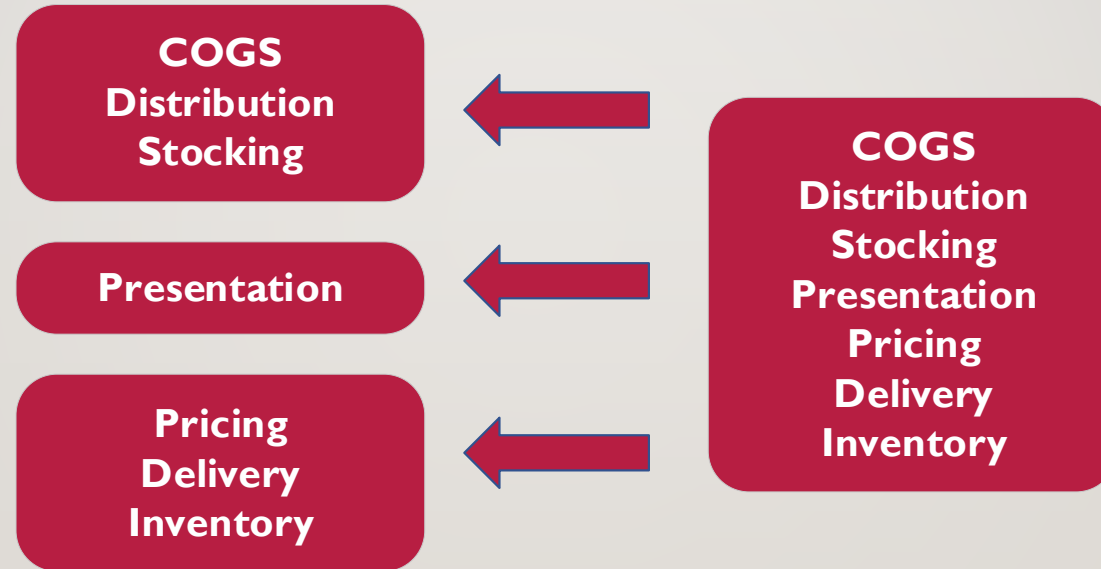 COGS
Distribution
Stocking
Presentation
Pricing
Delivery
Inventory
COGS
Distribution
Stocking
Presentation
Pricing
Delivery
Inventory